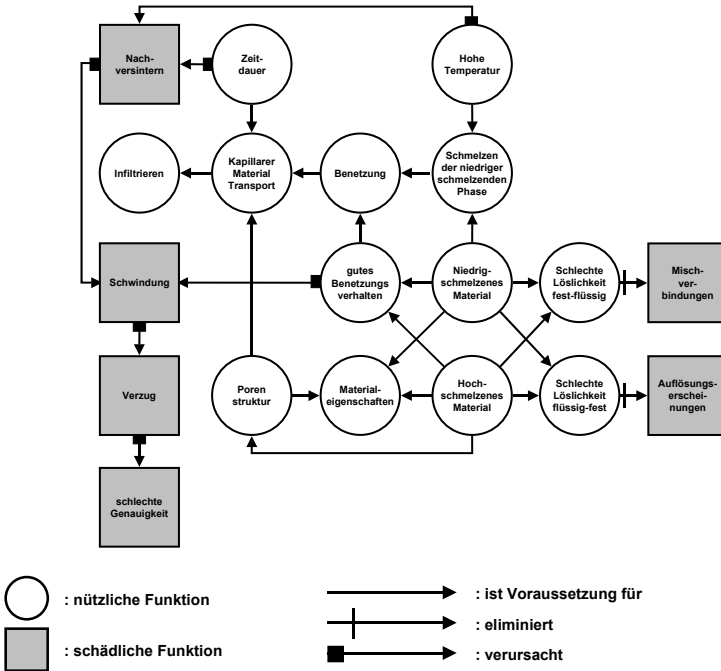 Nach-
versintern
Zeit-
dauer
Hohe
Temperatur
Infiltrieren
Kapillarer
Material
Transport
Benetzung
Schmelzen
der niedriger
schmelzenden
Phase
Schwindung
gutes
Benetzungs
verhalten
Niedrig-
schmelzenes
Material
Schlechte
Löslichkeit
fest-flüssig
Misch-
ver-
bindungen
Verzug
Poren
struktur
Material-
eigenschaften
Hoch-
schmelzenes
Material
Schlechte
Löslichkeit
flüssig-fest
Auflösungs-
erschei-
nungen
schlechte
Genauigkeit
: nützliche Funktion
: schädliche Funktion
: ist Voraussetzung für
: eliminiert
: verursacht